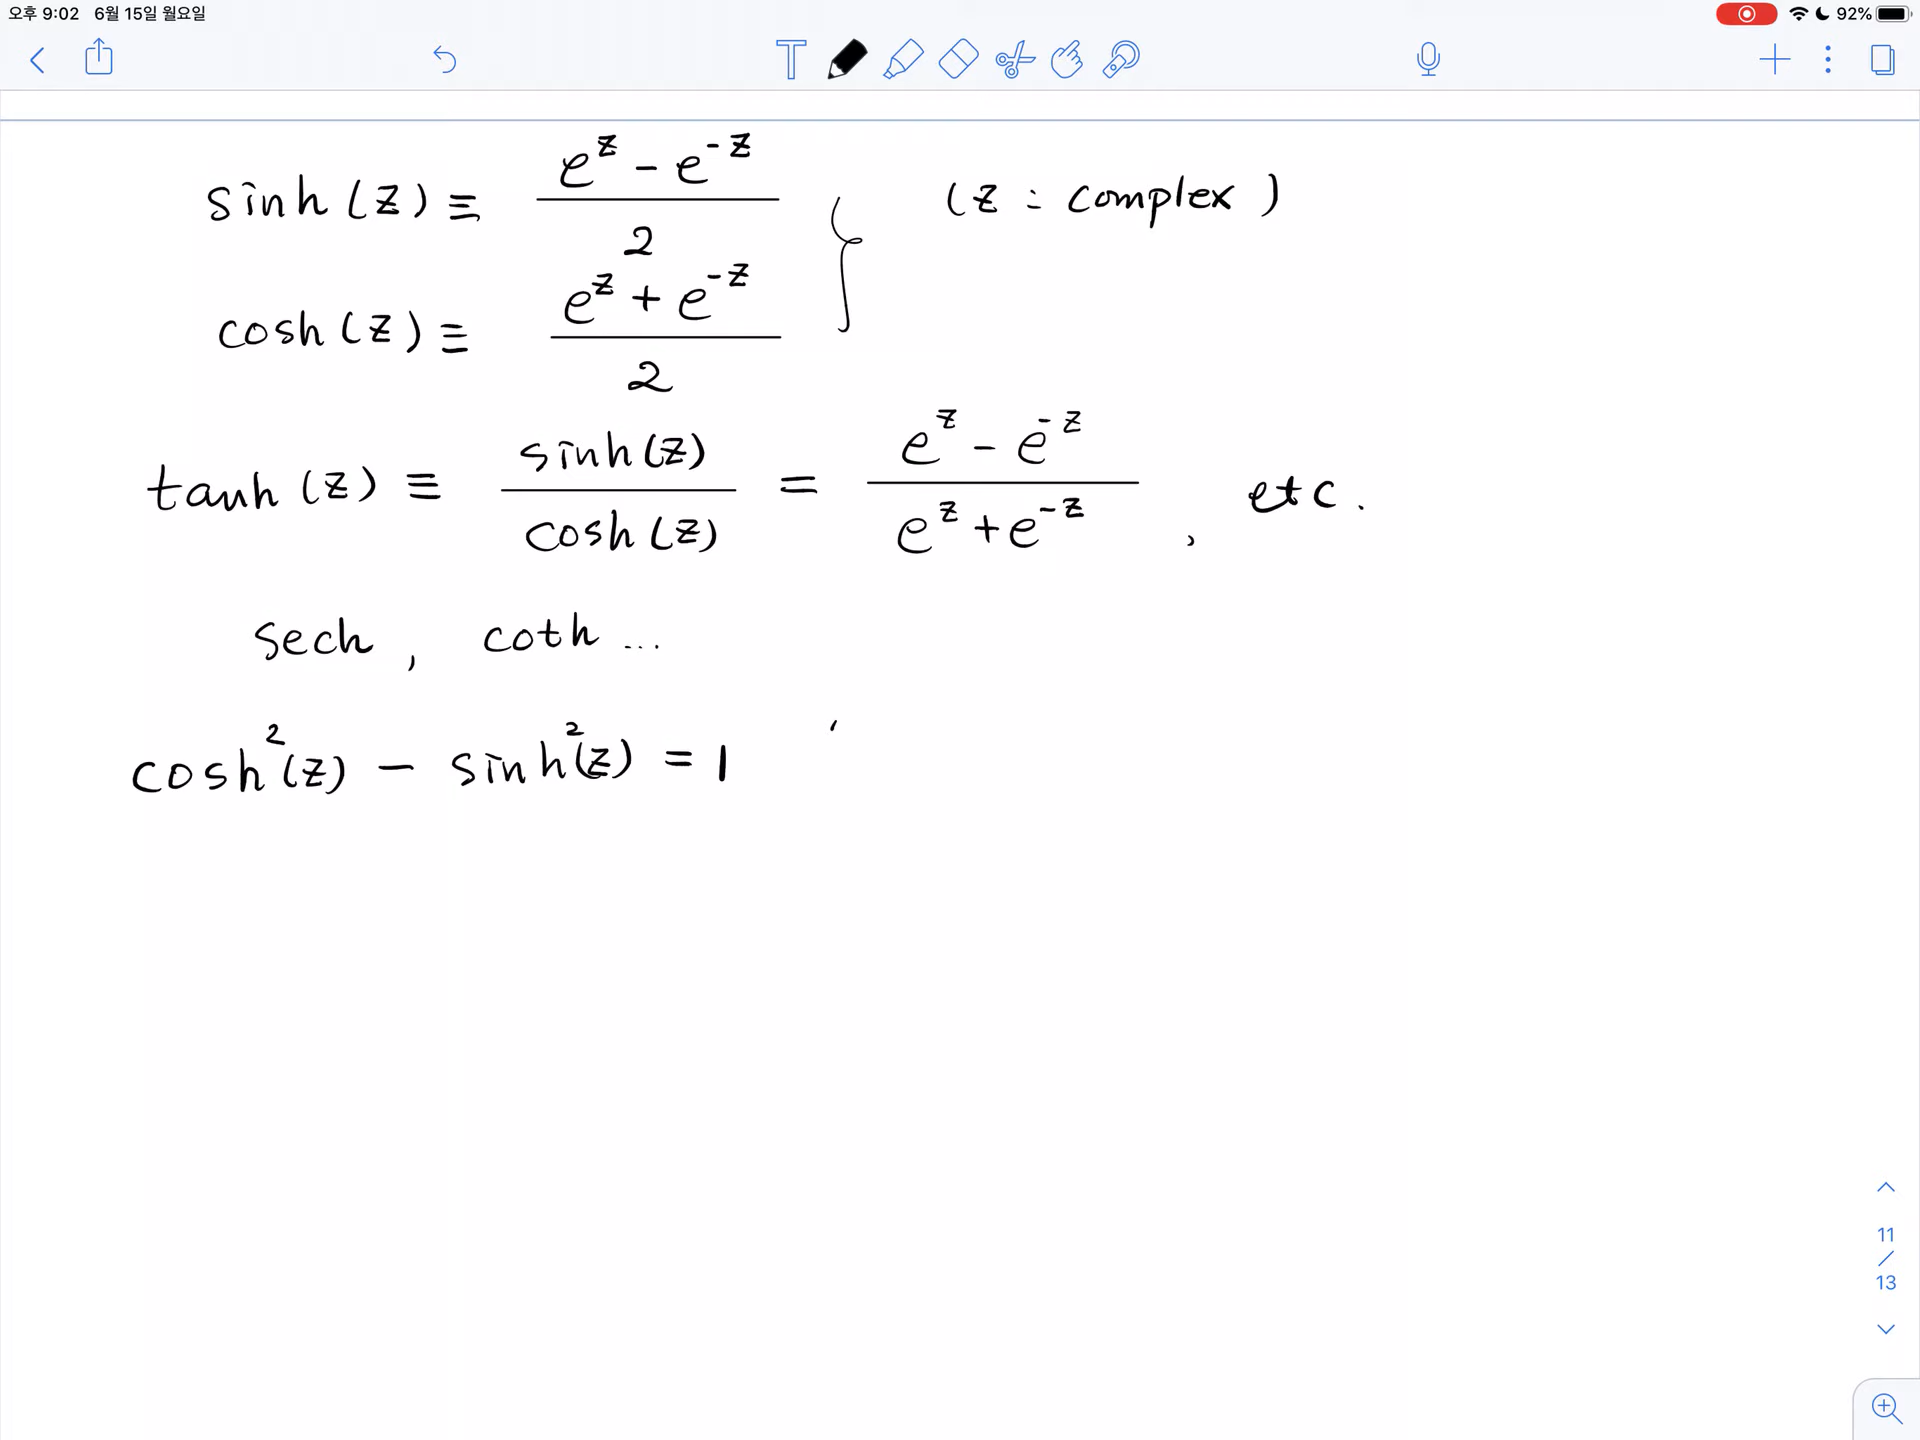 오후 9:02 6월 15일 월요일 92%
sinh(z) ≡ (e^z - e^-z)/2 } (z : complex)
cosh(z) ≡ (e^z + e^-z)/2
tanh(z) ≡ sinh(z)/cosh(z) = (e^z - e^-z)/(e^z + e^-z) , etc.
sech , coth ...
cosh²(z) - sinh²(z) = 1
11
/
13